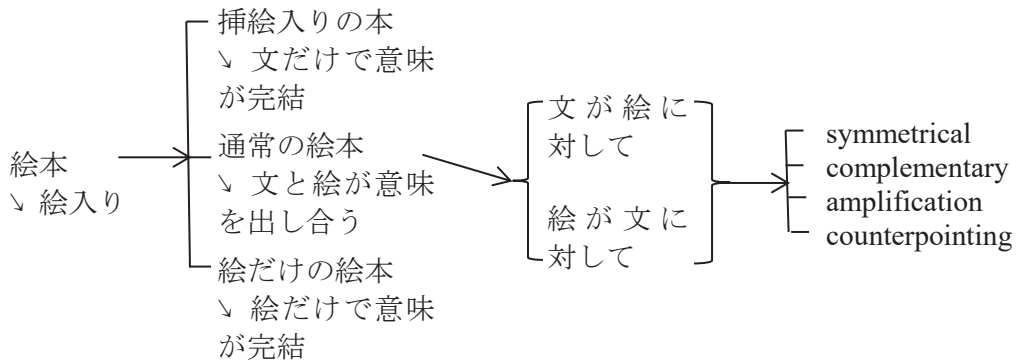 絵本
↘ 絵入り
挿絵入りの本
↘ 文だけで意味
が完結
通常の絵本
↘ 文と絵が意味
を出し合う
絵だけの絵本
↘ 絵だけで意味
が完結
文が絵に
対して
絵が文に
対して
symmetrical
complementary
amplification
counterpointing